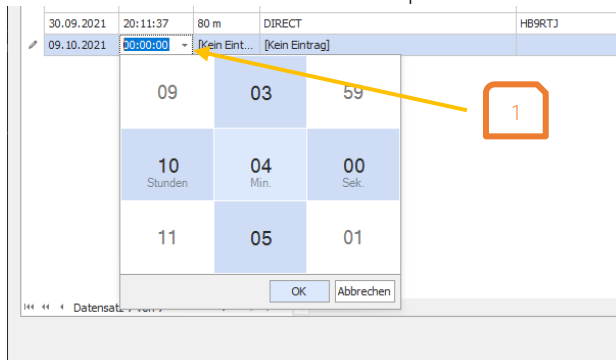 30.09.2021 20:11:37 80 m DIRECT HB9RTJ
09.10.2021 00:00:00 [Kein Eint... [Kein Eintrag]
09 03 59
1
10 04 00
Stunden Min. Sek.
11 05 01
OK Abbrechen
Datensatz